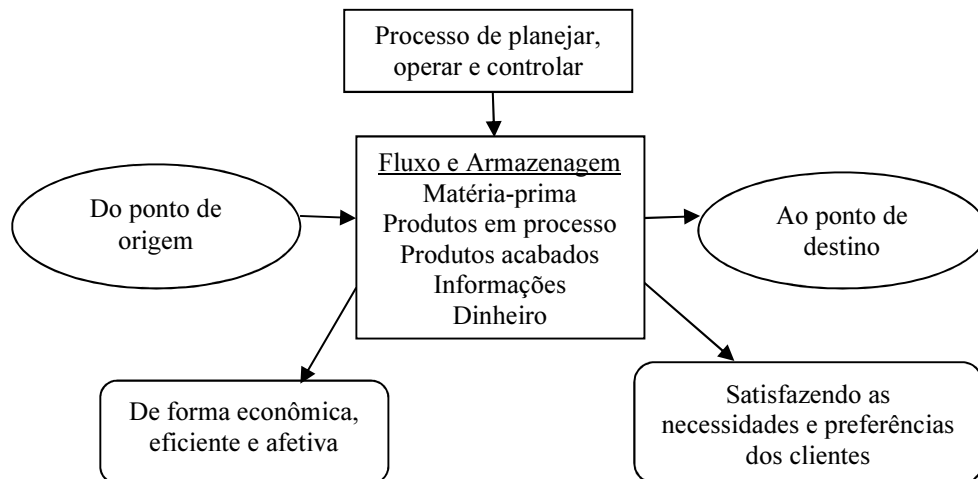 Processo de planejar,
operar e controlar
Fluxo e Armazenagem
Matéria-prima
Produtos em processo
Produtos acabados
Informações
Dinheiro
Do ponto de
origem
Ao ponto de
destino
De forma econômica,
eficiente e afetiva
Satisfazendo as
necessidades e preferências
dos clientes